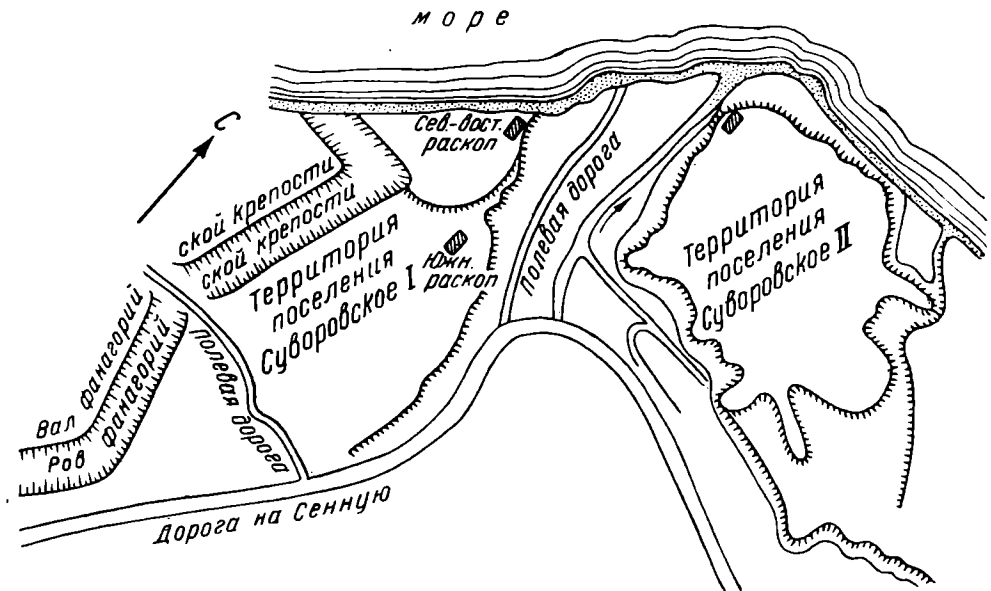 море
С
Сев.-вост.
раскоп
ской крепости
ской крепости
Территория
поселения
Суворовское I
Южн.
раскоп
Полевая дорога
Территория
поселения
Суворовское II
Вал фанагорий
Ров фанагорий
Полевая дорога
Дорога на Сенную